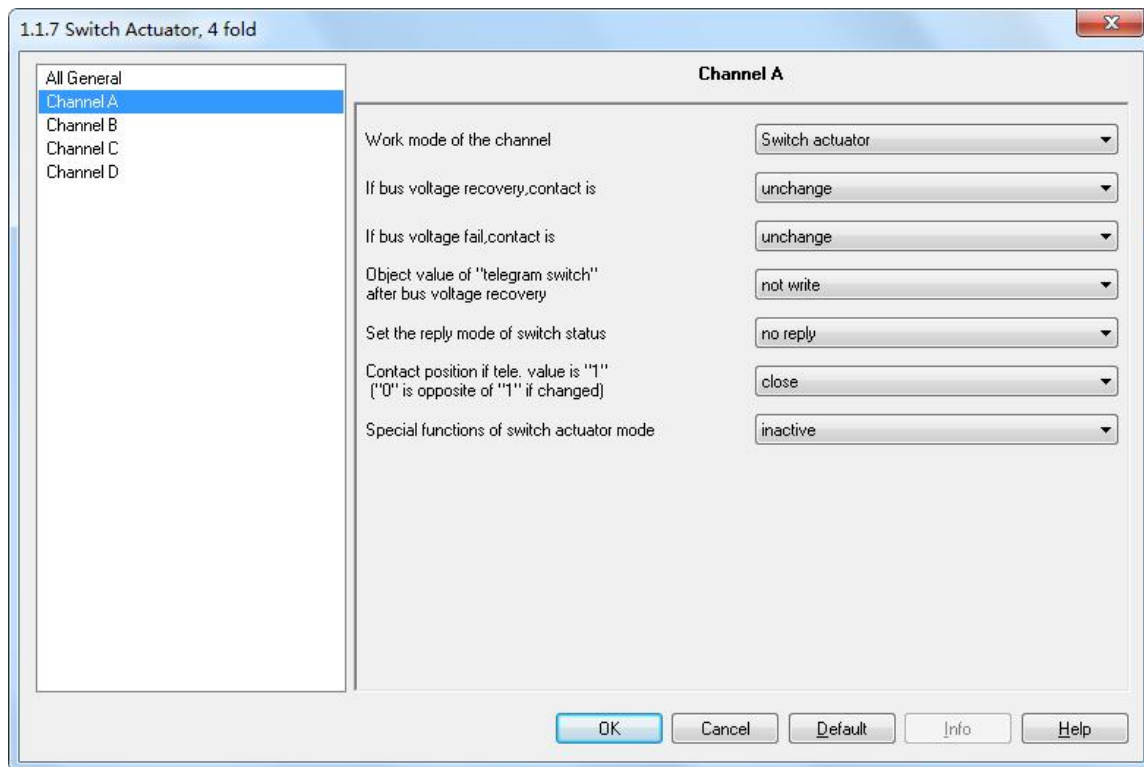 1.1.7 Switch Actuator, 4 fold
All General
Channel A
Channel B
Channel C
Channel D
Channel A
Work mode of the channel
Switch actuator
If bus voltage recovery,contact is
unchange
If bus voltage fail,contact is
unchange
Object value of "telegram switch"
after bus voltage recovery
not write
Set the reply mode of switch status
no reply
Contact position if tele. value is "1"
("0" is opposite of "1" if changed)
close
Special functions of switch actuator mode
inactive
OK
Cancel
Default
Info
Help